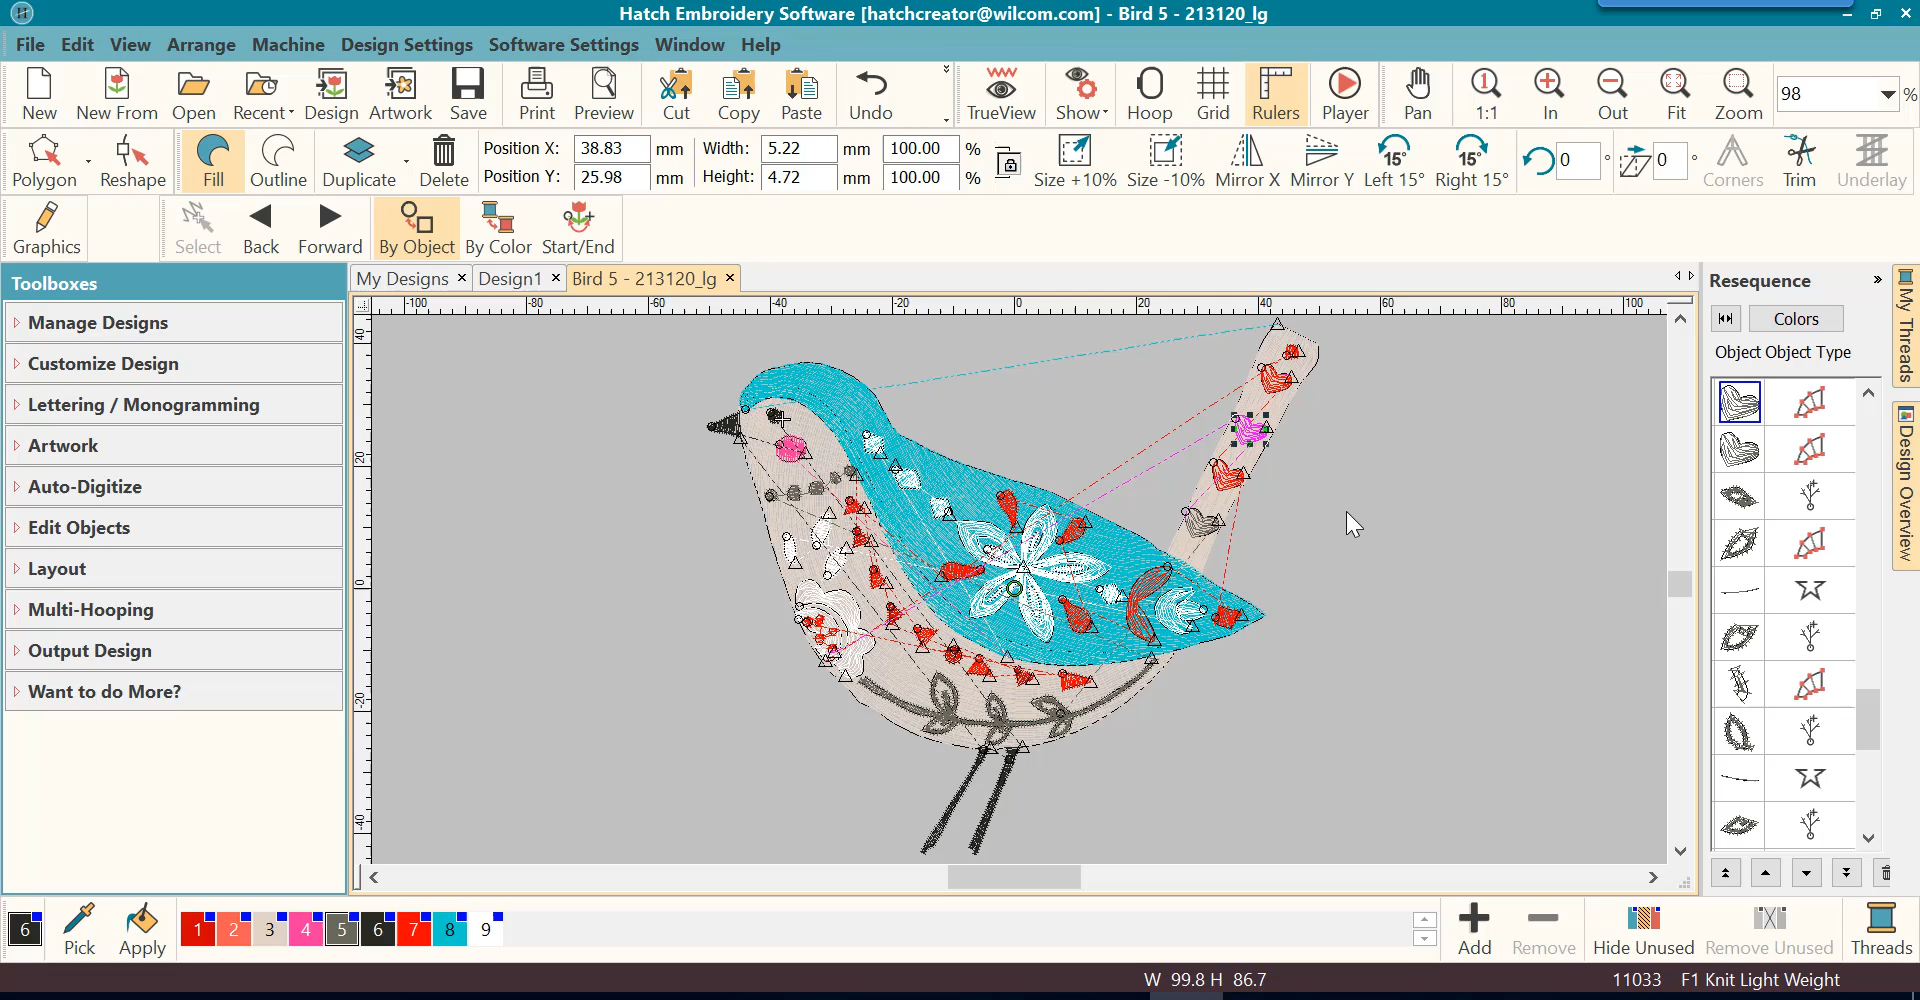 Hatch Embroidery Software [hatchcreator@wilcom.com] - Bird 5 - 213120_lg
File Edit View Arrange Machine Design Settings Software Settings Window Help
New New From Open Recent Design Artwork Save Print Preview Cut Copy Paste Undo TrueView Show Hoop Grid Rulers Player Pan 1:1 In Out Fit Zoom 98 %
Polygon Reshape Fill Outline Duplicate Delete
Position X: 38.83 mm Width: 5.22 mm 100.00 %
Position Y: 25.98 mm Height: 4.72 mm 100.00 %
Size +10% Size -10% Mirror X Mirror Y 15° Left 15° 15° Right 15° 0 ° 0 ° Corners Trim Underlay
Graphics Select Back Forward By Object By Color Start/End
Toolboxes
Manage Designs
Customize Design
Lettering / Monogramming
Artwork
Auto-Digitize
Edit Objects
Layout
Multi-Hooping
Output Design
Want to do More?
My Designs × Design1 × Bird 5 - 213120_lg ×
-100 -80 -60 -40 -20 0 20 40 60 80 100
40
20
0
-20
-40
Resequence »
Colors
Object Object Type
My Threads
Design Overview
6 Pick Apply 1 2 3 4 5 6 7 8 9 Add Remove Hide Unused Remove Unused Threads
W 99.8 H 86.7 11033 F1 Knit Light Weight